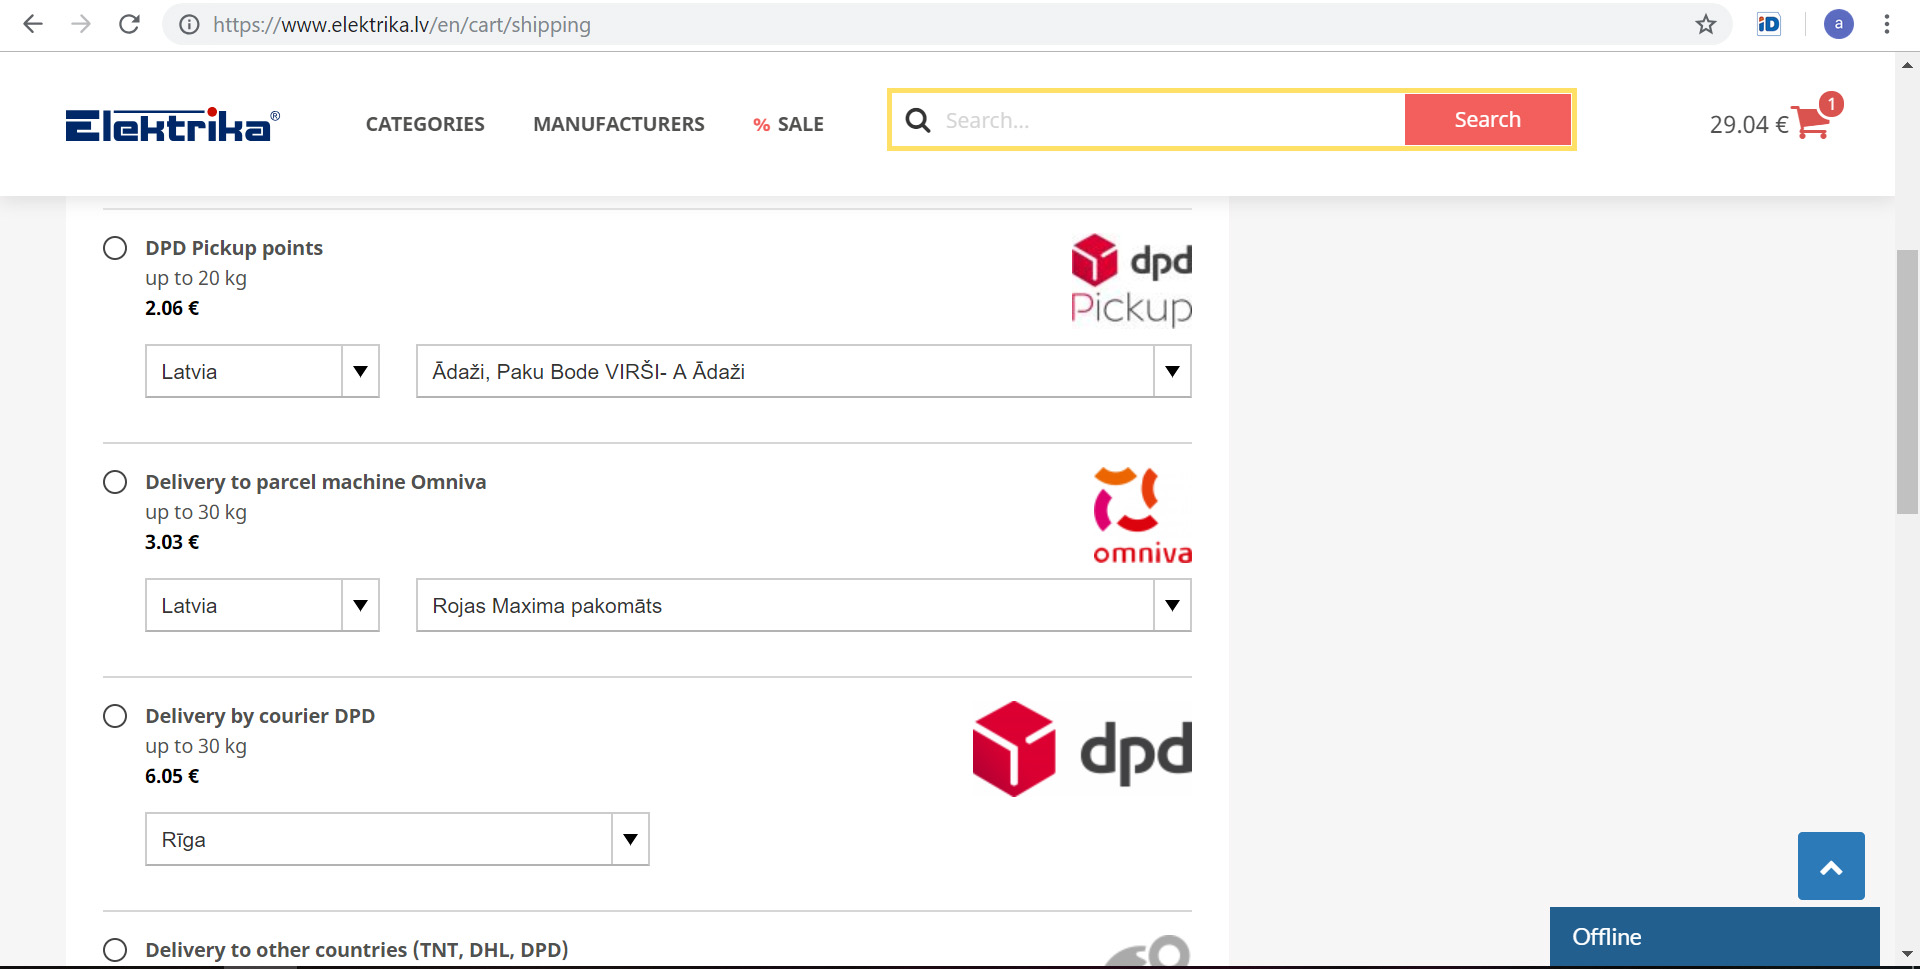 https://www.elektrika.lv/en/cart/shipping
iD
a
Elektrika®
CATEGORIES
MANUFACTURERS
% SALE
Search...
Search
29.04 €
1
DPD Pickup points
up to 20 kg
2.06 €
dpd
Pickup
Latvia
Ādaži, Paku Bode VIRŠI- A Ādaži
Delivery to parcel machine Omniva
up to 30 kg
3.03 €
omniva
Latvia
Rojas Maxima pakomāts
Delivery by courier DPD
up to 30 kg
6.05 €
dpd
Rīga
Delivery to other countries (TNT, DHL, DPD)
Offline